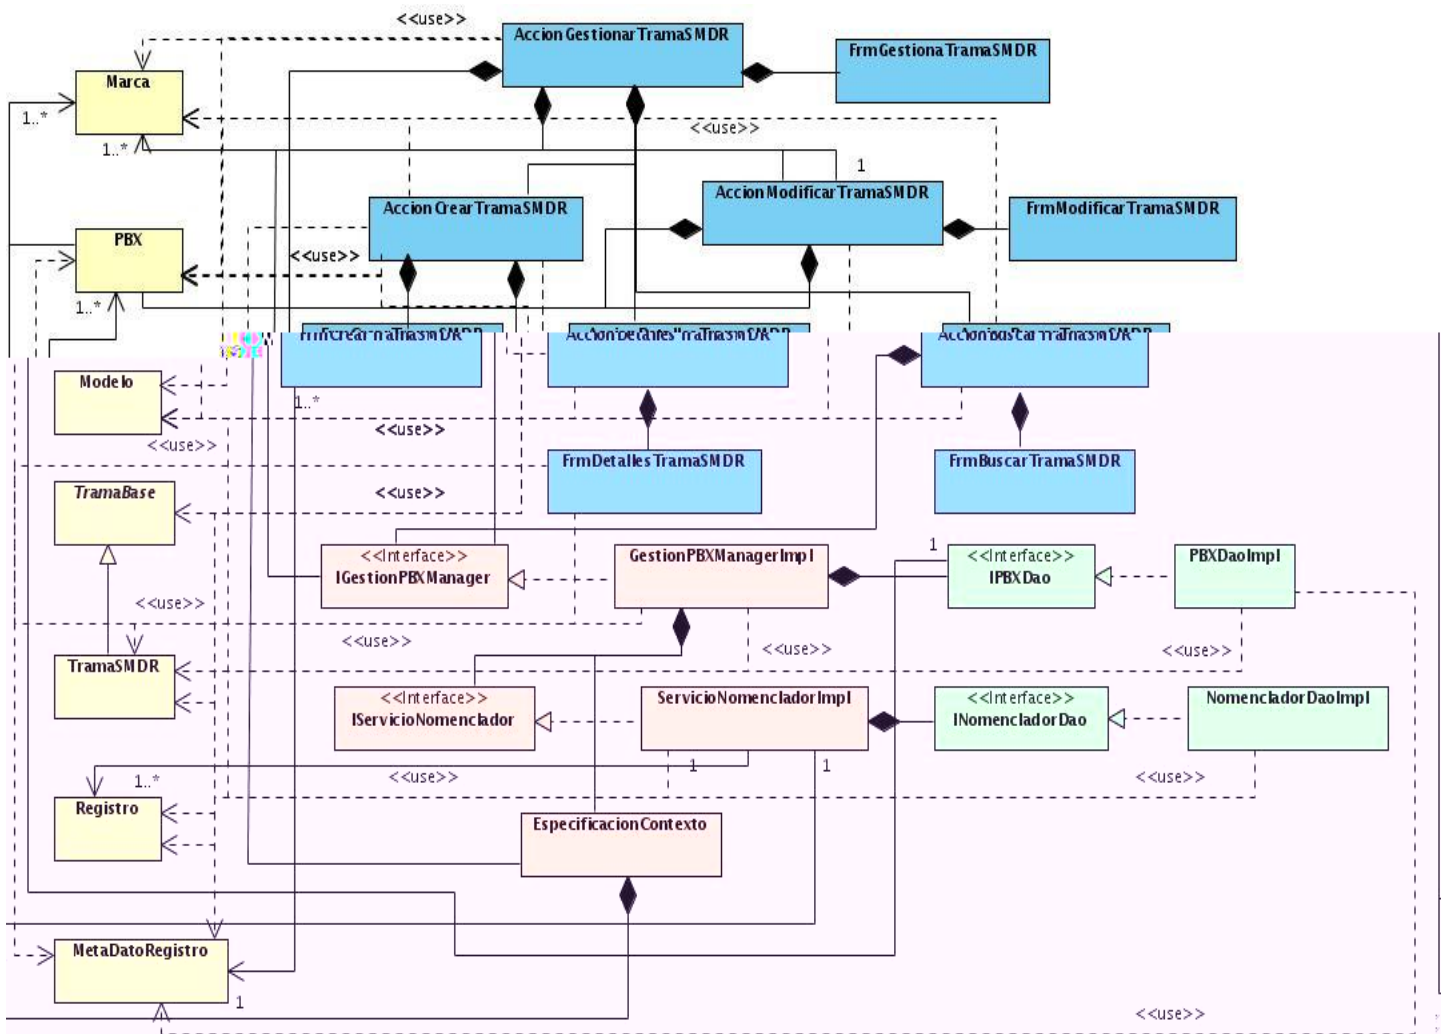 <<use>>
AccionGestionarTramaSMDR
FrmGestionaTramaSMDR
Marca
1..*
<<use>>
1..*
1
AccionCrearTramaSMDR
AccionModificarTramaSMDR
FrmModificarTramaSMDR
PBX
<<use>>
1..*
Modelo
1..*
<<use>>
<<use>>
FrmDetallesTramaSMDR
FrmBuscarTramaSMDR
TramaBase
<<use>>
<<Interface>>
IGestionPBXManager
GestionPBXManagerImpl
1
<<Interface>>
IPBXDao
PBXDaoImpl
<<use>>
<<use>>
<<use>>
<<use>>
TramaSMDR
<<Interface>>
IServicioNomenclador
ServicioNomencladorImpl
<<Interface>>
INomencladorDao
NomencladorDaoImpl
1..*
<<use>>
1
1
<<use>>
Registro
EspecificacionContexto
MetaDatoRegistro
1
<<use>>